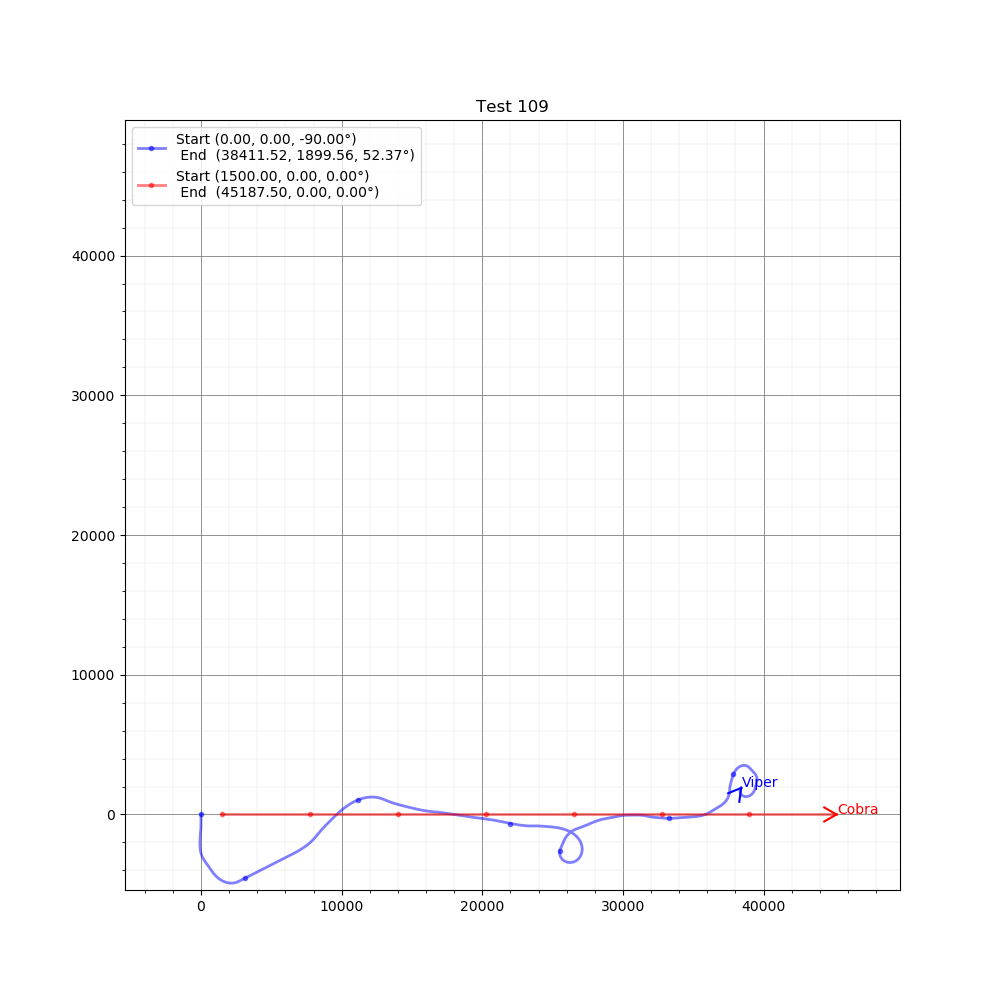 Test 109
Start (0.00, 0.00, -90.00°)
End (38411.52, 1899.56, 52.37°)
Start (1500.00, 0.00, 0.00°)
End (45187.50, 0.00, 0.00°)
40000
30000
20000
10000
0
Viper
Cobra
0 10000 20000 30000 40000